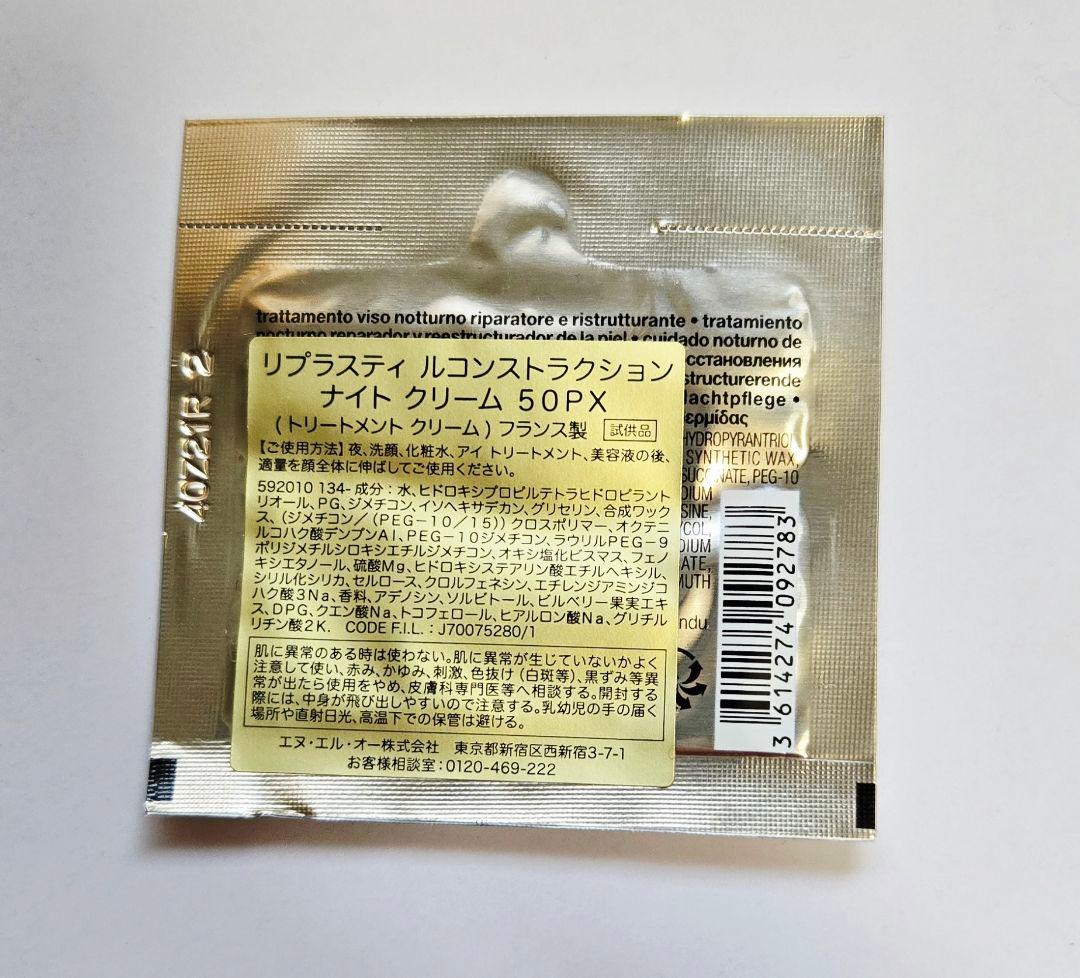 trattamento viso notturno riparatore e ristrutturante • tratamiento
nocturno reparador y reestructurador de la piel • cuidado noturno de
сстановления
structurerende
lachtpflege •
ερμίδας
HYDROPYRANTRIOL
SYNTHETIC WAX,
SUCCINATE, PEG-10
DIUM
SINE,
YCOL,
DIUM
ATE,
MUTH
ndu
40Z21R 2
リプラスティ ルコンストラクション
ナイト クリーム 50PX
(トリートメント クリーム) フランス製 試供品
【ご使用方法】夜、洗顔、化粧水、アイ トリートメント、美容液の後、
適量を顔全体に伸ばしてご使用ください。
592010 134- 成分：水、ヒドロキシプロピルテトラヒドロピラント
リオール、PG、ジメチコン、イソヘキサデカン、グリセリン、合成ワック
ス、(ジメチコン／(PEG－10／15)) クロスポリマー、オクテニ
ルコハク酸デンプンAl、PEG－10ジメチコン、ラウリルPEG－9
ポリジメチルシロキシエチルジメチコン、オキシ塩化ビスマス、フェノ
キシエタノール、硫酸Mg、ヒドロキシステアリン酸エチルヘキシル、
シリル化シリカ、セルロース、クロルフェネシン、エチレンジアミンジコ
ハク酸3Na、香料、アデノシン、ソルビトール、ビルベリー果実エキ
ス、DPG、クエン酸Na、トコフェロール、ヒアルロン酸Na、グリチル
リチン酸2K. CODE F.I.L.：J70075280/1
肌に異常のある時は使わない。肌に異常が生じていないかよく
注意して使い、赤み、かゆみ、刺激、色抜け (白斑等)、黒ずみ等異
常が出たら使用をやめ、皮膚科専門医等へ相談する。開封する
際には、中身が飛び出しやすいので注意する。乳幼児の手の届く
場所や直射日光、高温下での保管は避ける。
エヌ・エル・オー株式会社 東京都新宿区西新宿3-7-1
お客様相談室：0120-469-222
3 614274 092783